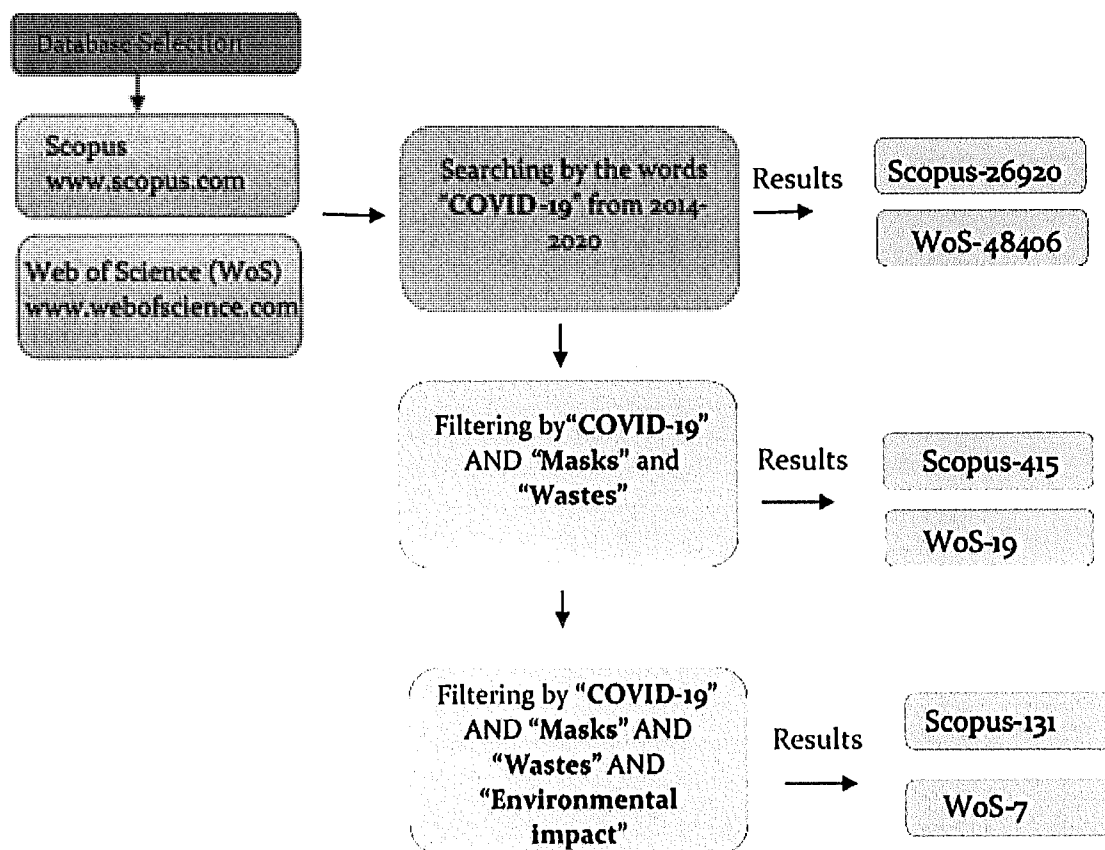 Database Selection
Scopus
www.scopus.com
Web of Science (WoS)
www.webofscience.com
Searching by the words
"COVID-19" from 2014-
2020
Results
Scopus-26920
WoS-48406
Filtering by“COVID-19”
AND “Masks” and
“Wastes”
Results
Scopus-415
WoS-19
Filtering by “COVID-19”
AND “Masks” AND
“Wastes” AND
“Environmental
impact”
Results
Scopus-131
WoS-7